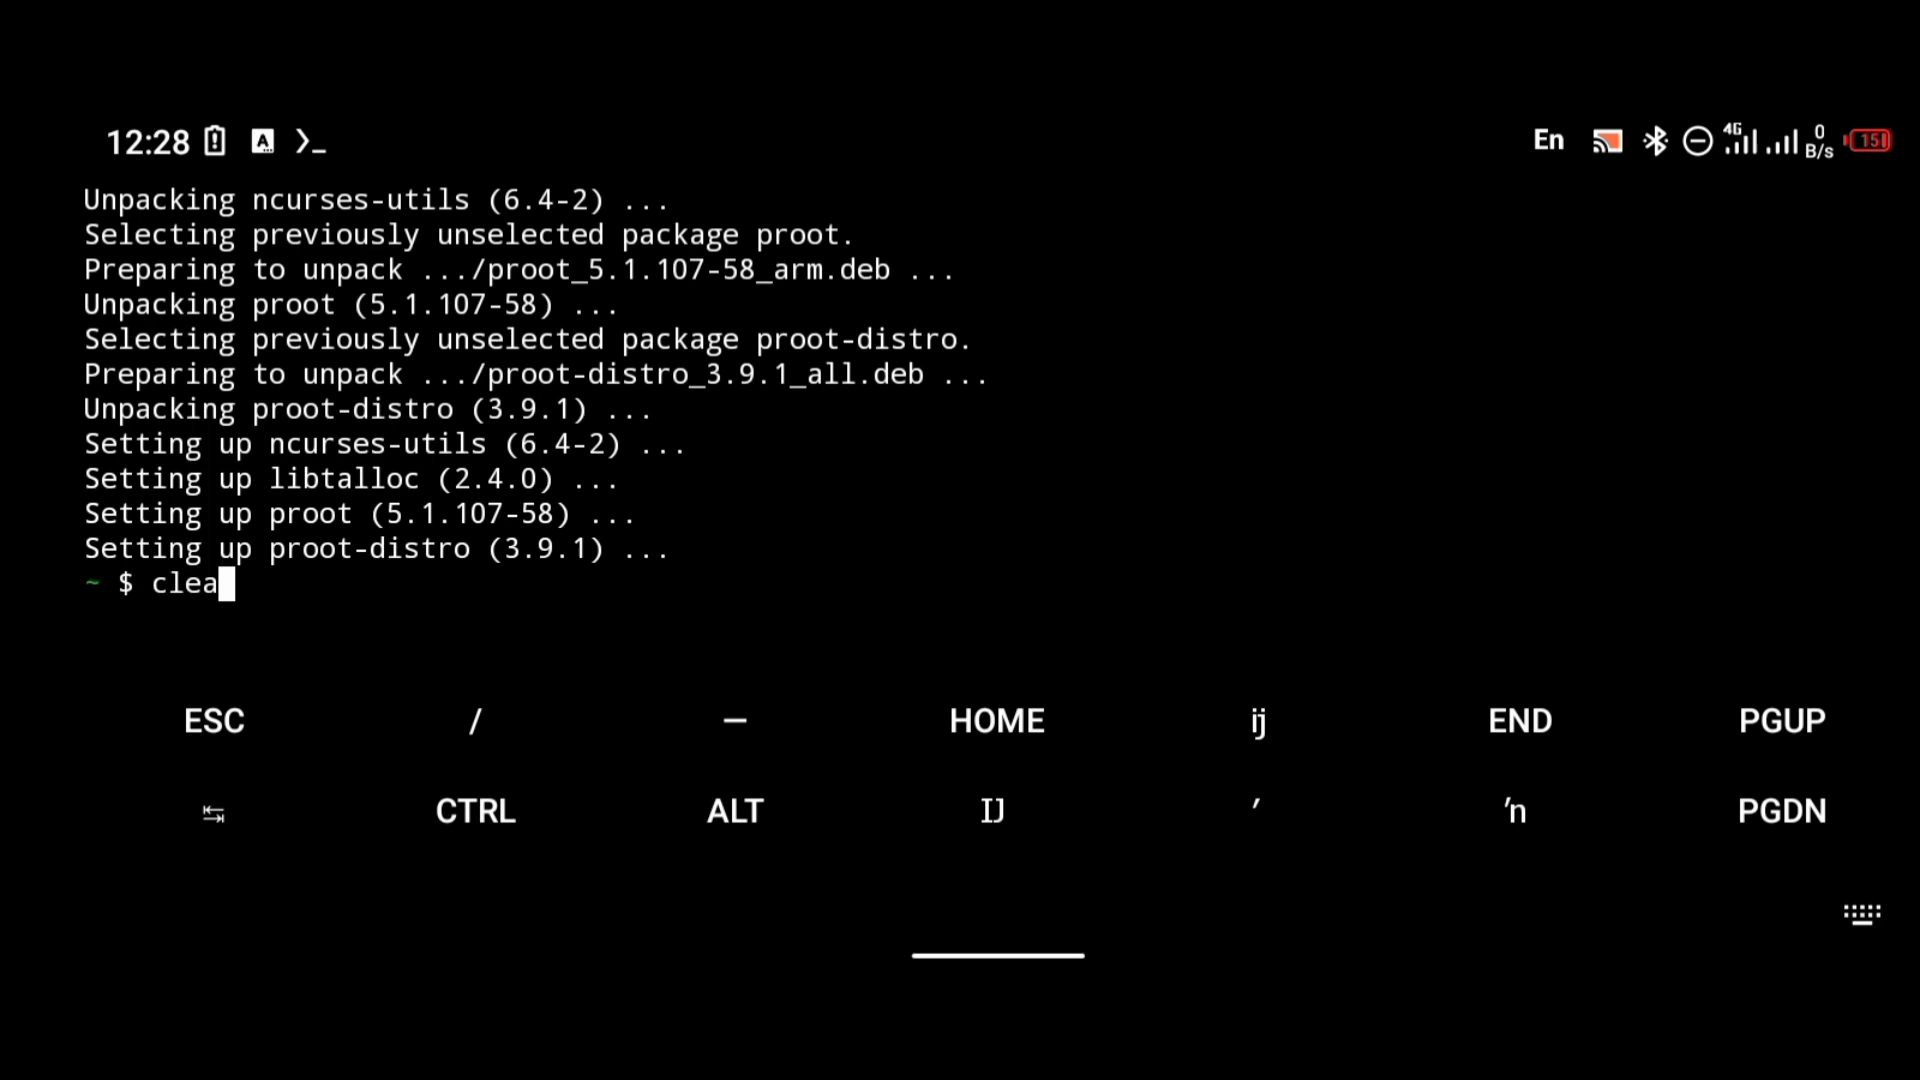 12:28 A >_ En 4G 0 B/s 15
Unpacking ncurses-utils (6.4-2) ...
Selecting previously unselected package proot.
Preparing to unpack .../proot_5.1.107-58_arm.deb ...
Unpacking proot (5.1.107-58) ...
Selecting previously unselected package proot-distro.
Preparing to unpack .../proot-distro_3.9.1_all.deb ...
Unpacking proot-distro (3.9.1) ...
Setting up ncurses-utils (6.4-2) ...
Setting up libtalloc (2.4.0) ...
Setting up proot (5.1.107-58) ...
Setting up proot-distro (3.9.1) ...
~ $ clea
ESC / — HOME ĳ END PGUP
↹ CTRL ALT Ĳ ′ ŉ PGDN